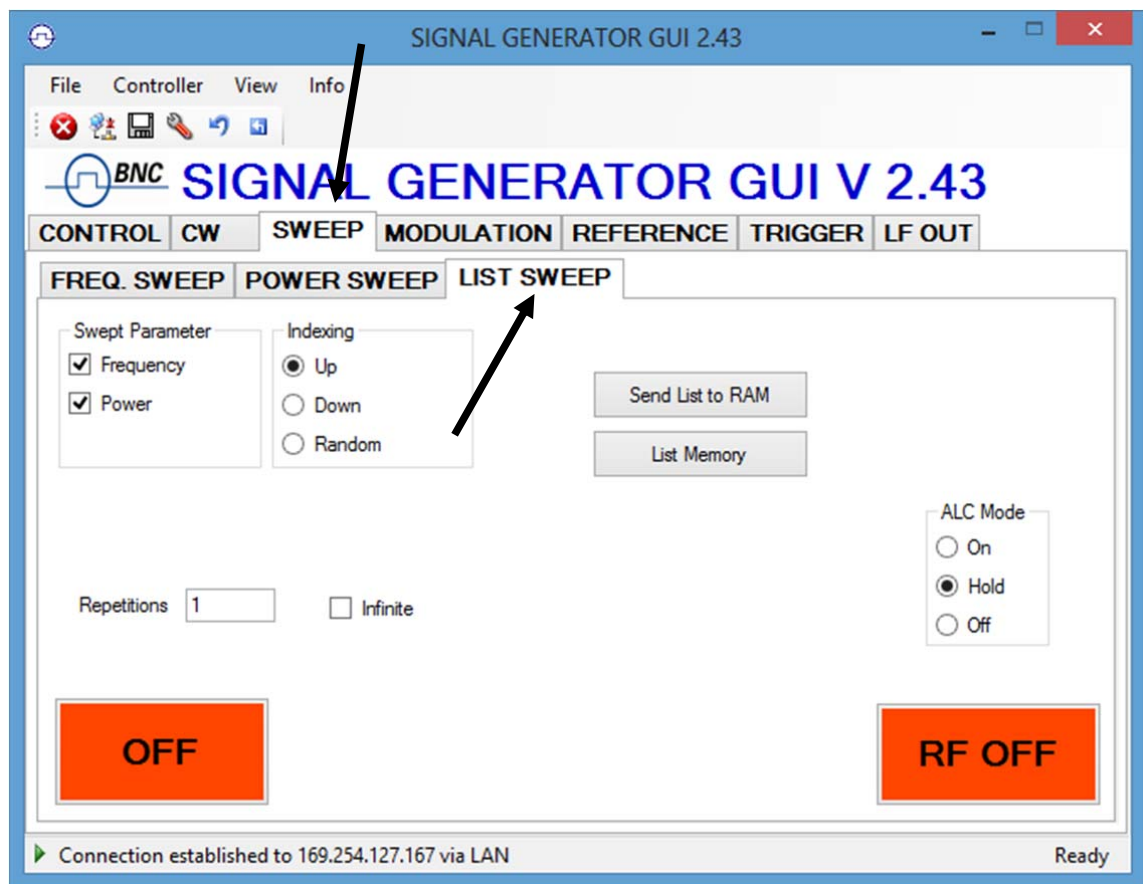 SIGNAL GENERATOR GUI 2.43
File Controller View Info
BNC SIGNAL GENERATOR GUI V 2.43
CONTROL CW SWEEP MODULATION REFERENCE TRIGGER LF OUT
FREQ. SWEEP POWER SWEEP LIST SWEEP
Swept Parameter Indexing
Frequency Up
Power Down
Random
Send List to RAM
List Memory
ALC Mode
On
Hold
Off
Repetitions 1 Infinite
OFF RF OFF
Connection established to 169.254.127.167 via LAN Ready